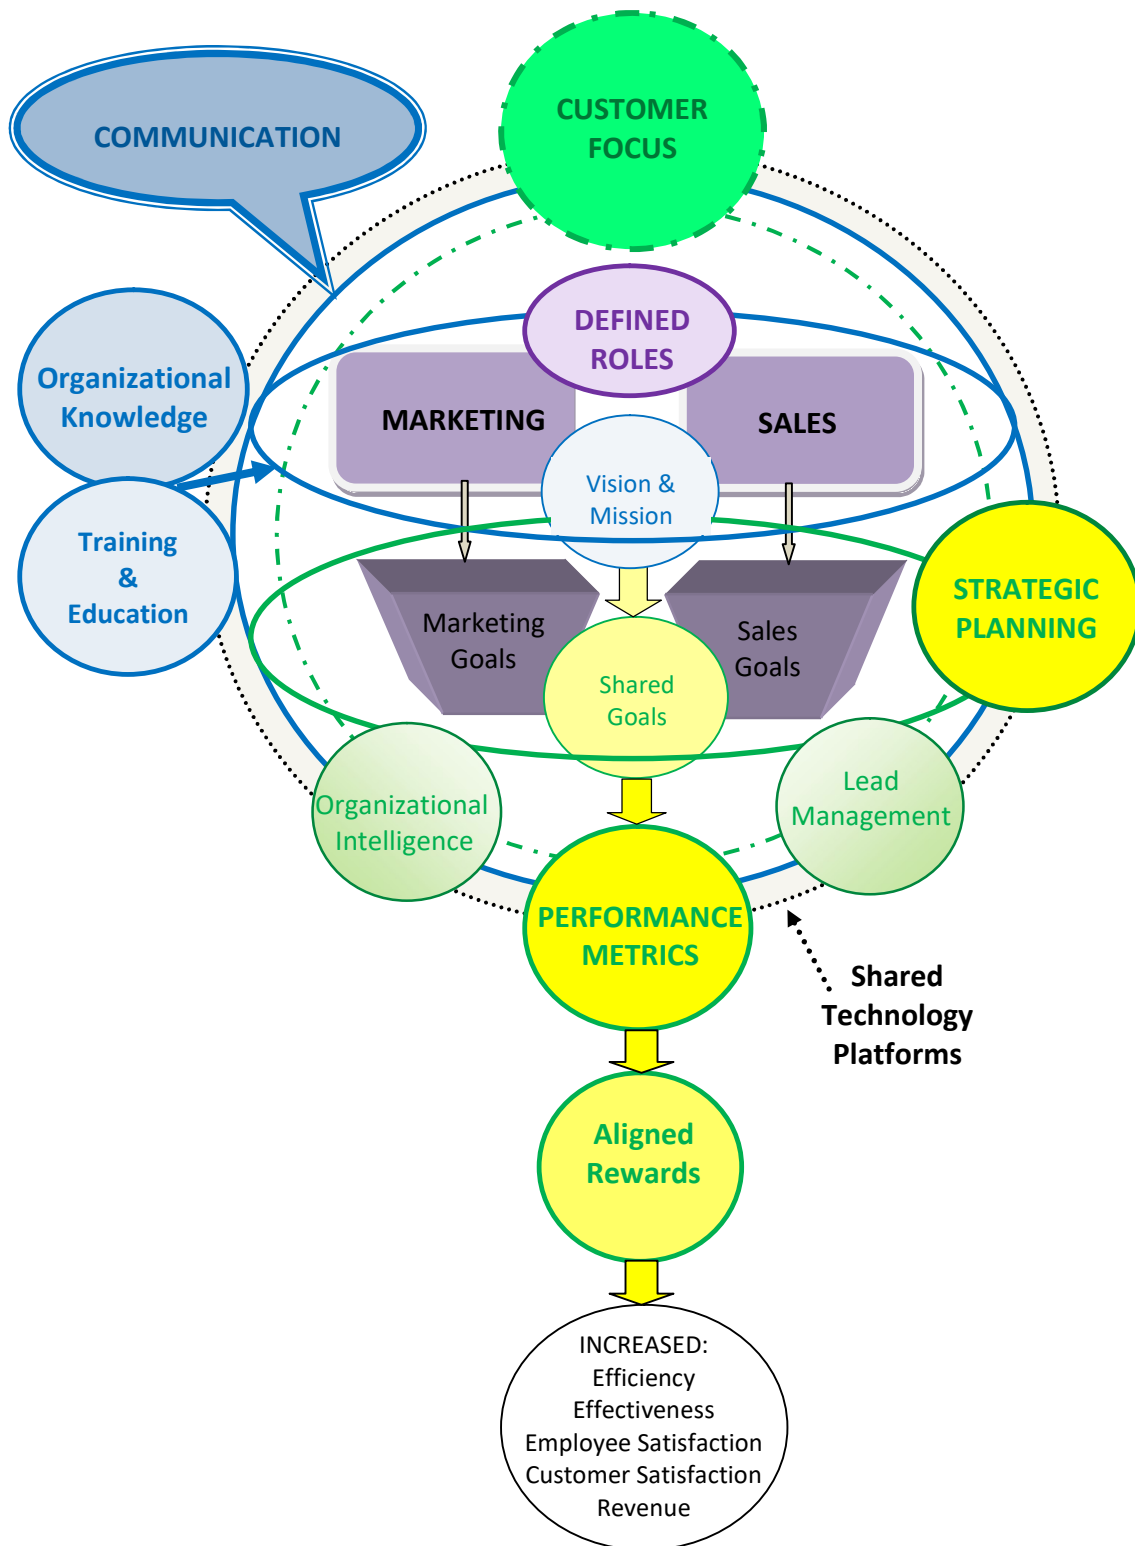 COMMUNICATION
CUSTOMER
FOCUS
DEFINED
ROLES
Organizational
Knowledge
MARKETING
SALES
Vision &
Mission
Training
&
Education
STRATEGIC
PLANNING
Marketing
Goals
Sales
Goals
Shared
Goals
Organizational
Intelligence
Lead
Management
PERFORMANCE
METRICS
Shared
Technology
Platforms
Aligned
Rewards
INCREASED:
Efficiency
Effectiveness
Employee Satisfaction
Customer Satisfaction
Revenue